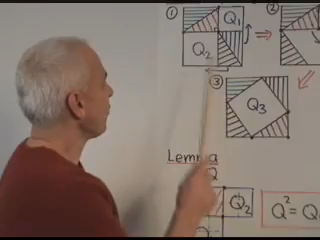 ① ②
Q₁
Q₂
③
Q₃
Lemma
Q
Q₂
Q² = Q